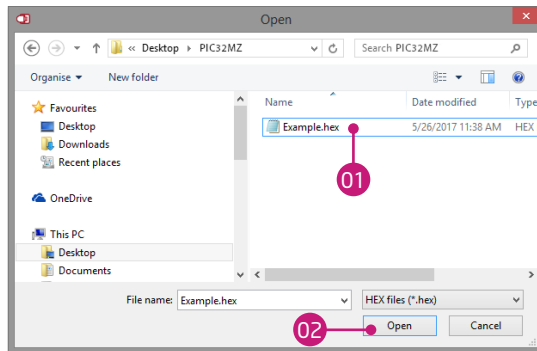 Open
« Desktop ▸ PIC32MZ
Search PIC32MZ
Organise
New folder
Name
Date modified
Type
Favourites
Desktop
Downloads
Recent places
OneDrive
This PC
Desktop
Documents
Example.hex
5/26/2017 11:38 AM
HEX
01
File name:
Example.hex
HEX files (*.hex)
02
Open
Cancel